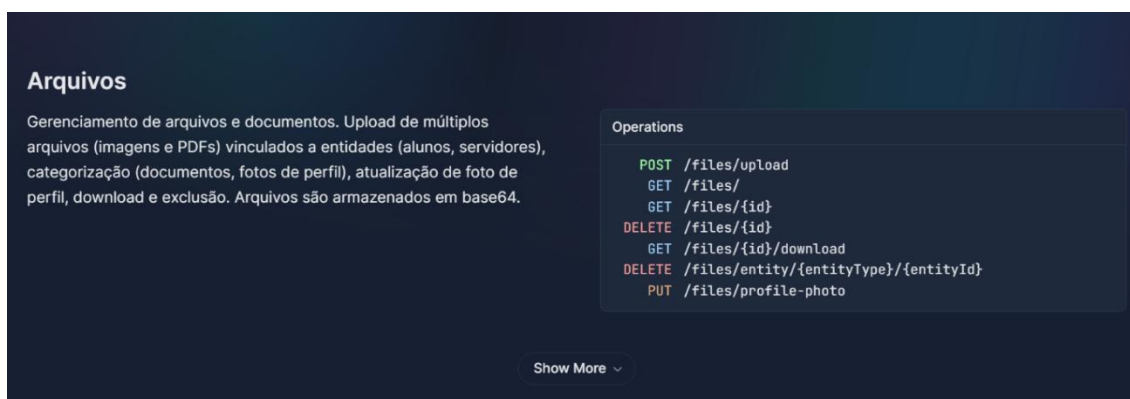 Arquivos
Gerenciamento de arquivos e documentos. Upload de múltiplos
arquivos (imagens e PDFs) vinculados a entidades (alunos, servidores),
categorização (documentos, fotos de perfil), atualização de foto de
perfil, download e exclusão. Arquivos são armazenados em base64.
Operations
POST /files/upload
GET /files/
GET /files/{id}
DELETE /files/{id}
GET /files/{id}/download
DELETE /files/entity/{entityType}/{entityId}
PUT /files/profile-photo
Show More